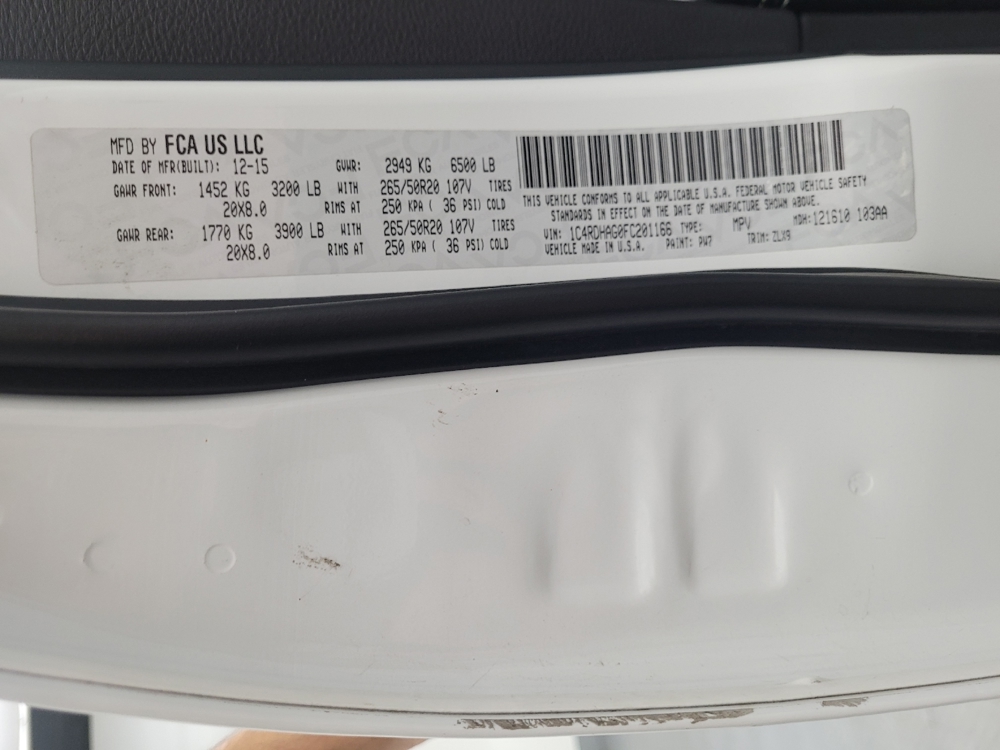 MFD BY FCA US LLC
DATE OF MFR(BUILT): 12-15 GVWR: 2949 KG 6500 LB
GAWR FRONT: 1452 KG 3200 LB WITH 265/50R20 107V TIRES
20X8.0 RIMS AT 250 KPA ( 36 PSI) COLD
GAWR REAR: 1770 KG 3900 LB WITH 265/50R20 107V TIRES
20X8.0 RIMS AT 250 KPA ( 36 PSI) COLD
THIS VEHICLE CONFORMS TO ALL APPLICABLE U.S.A. FEDERAL MOTOR VEHICLE SAFETY
STANDARDS IN EFFECT ON THE DATE OF MANUFACTURE SHOWN ABOVE.
VIN: 1C4RDHAG0FC201166 TYPE: MPV MDH: 121610 103AA
VEHICLE MADE IN U.S.A. PAINT: PW7 TRIM: ZLX9